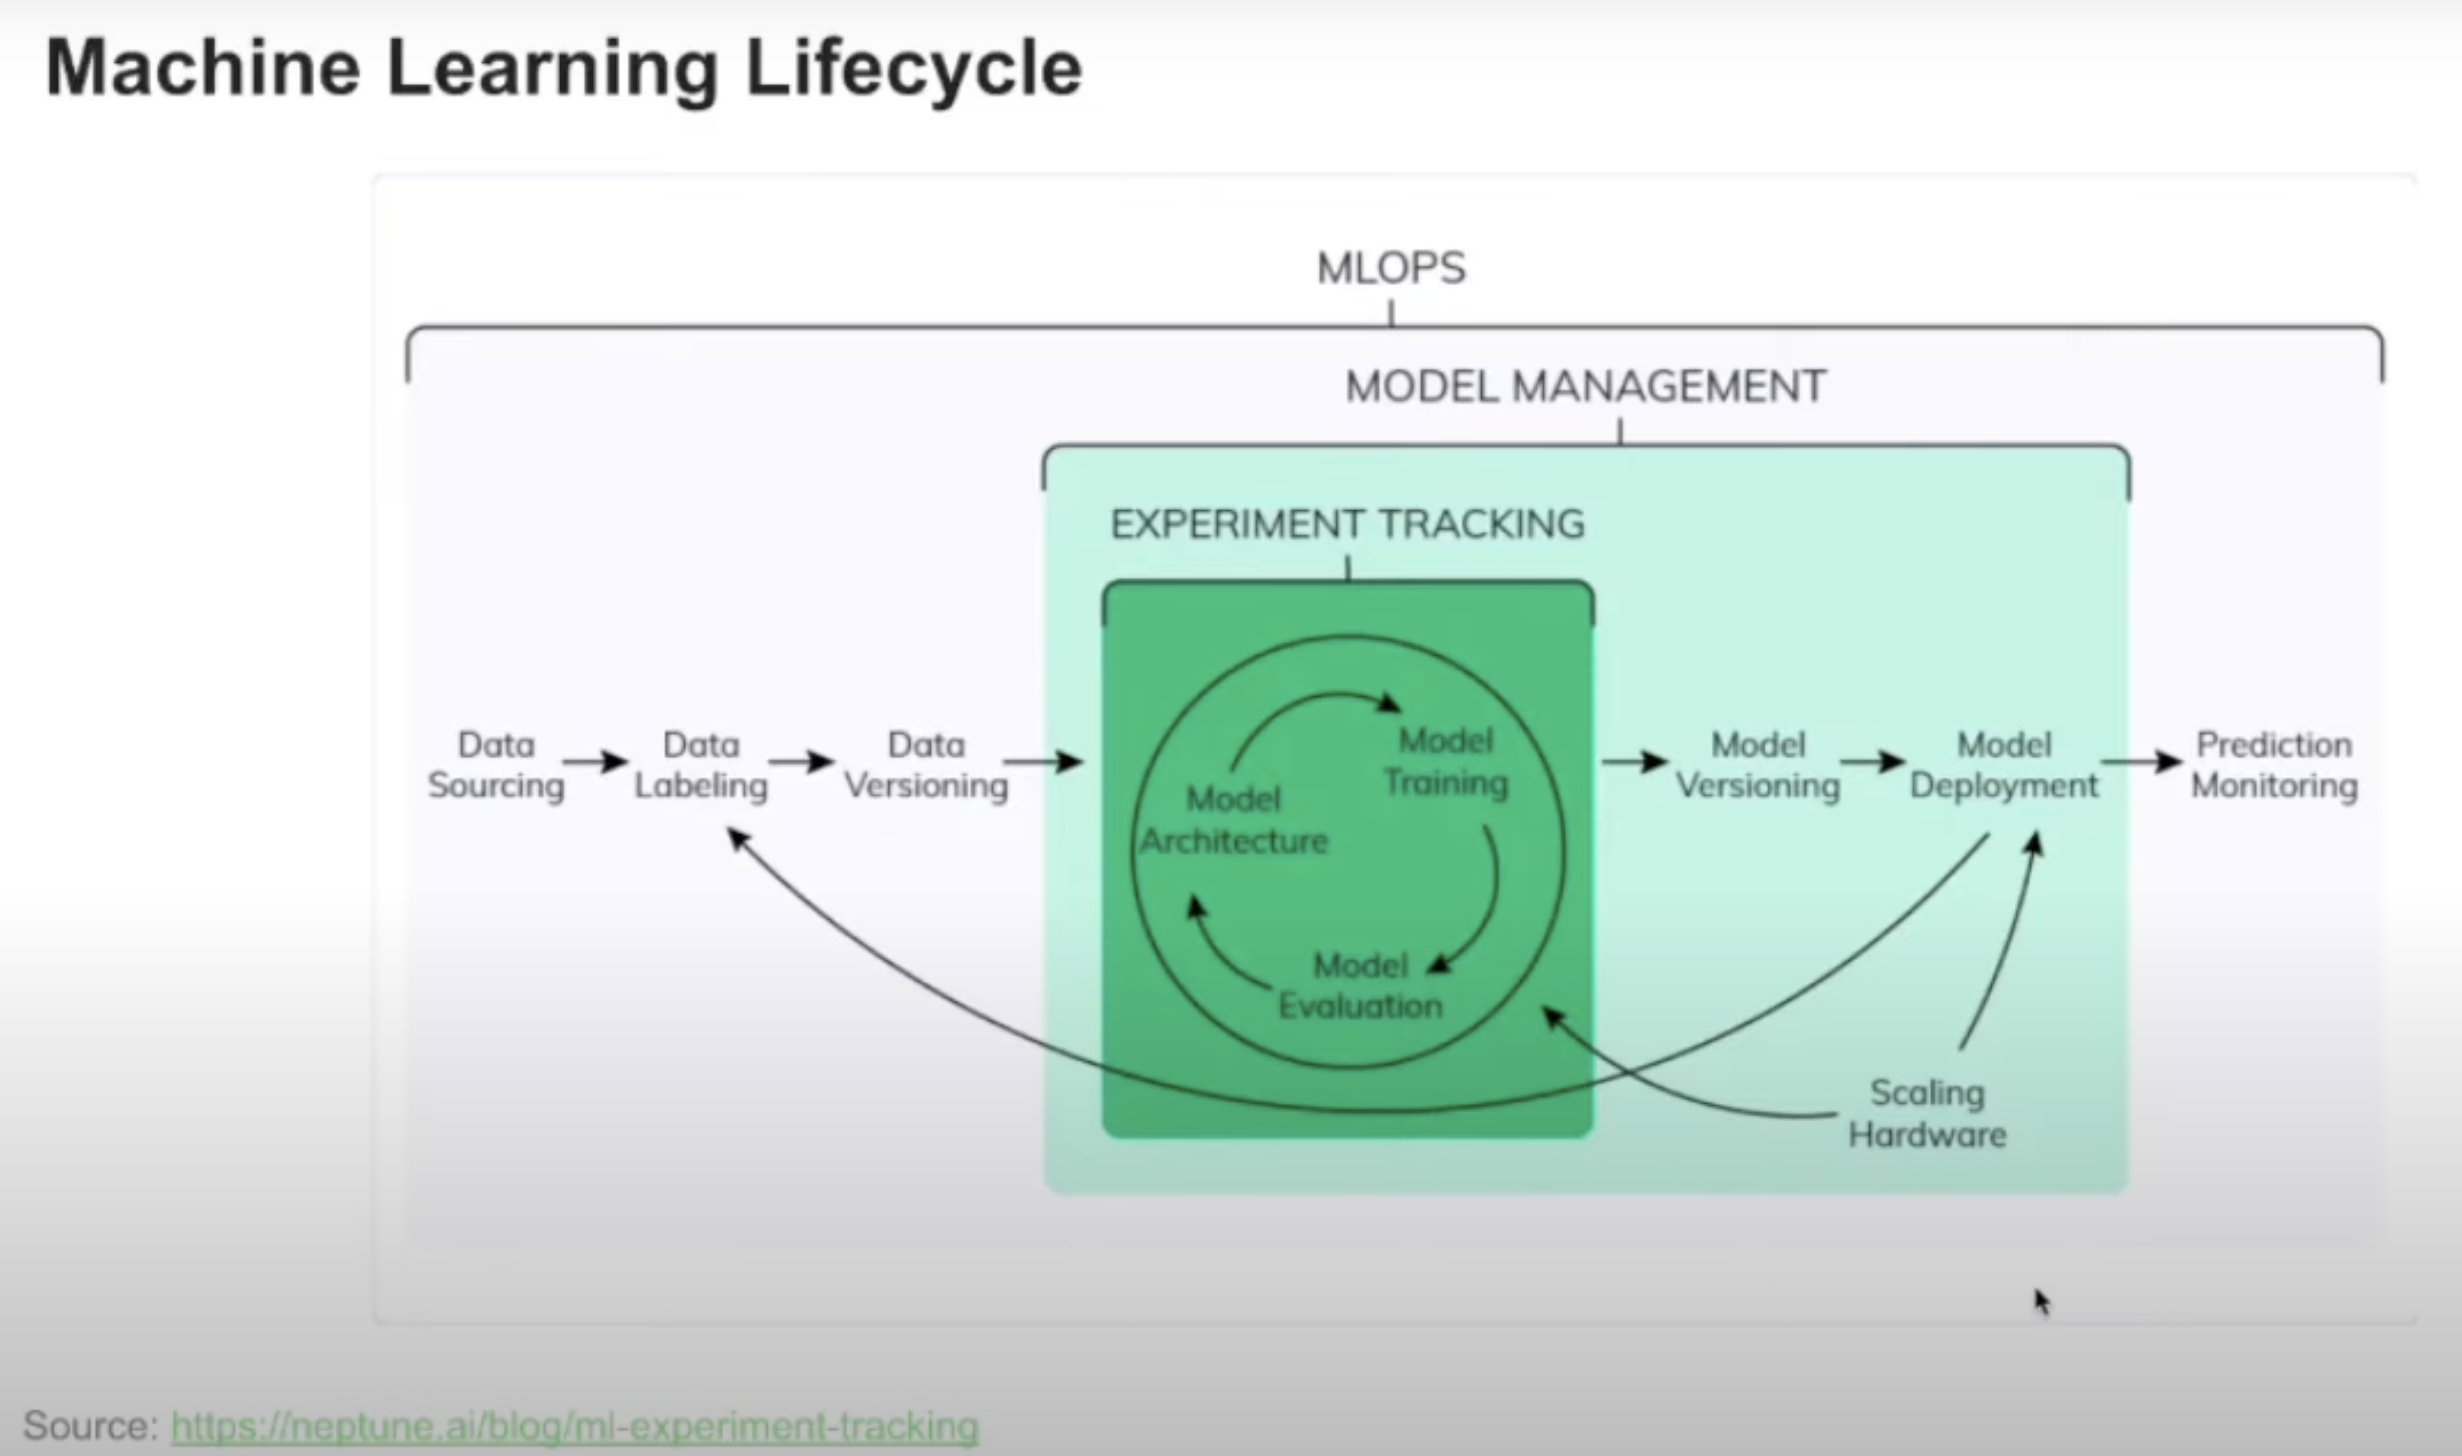 Machine Learning Lifecycle
MLOPS
MODEL MANAGEMENT
EXPERIMENT TRACKING
Data
Sourcing
Data
Labeling
Data
Versioning
Model
Architecture
Model
Training
Model
Evaluation
Model
Versioning
Model
Deployment
Prediction
Monitoring
Scaling
Hardware
Source: https://neptune.ai/blog/ml-experiment-tracking